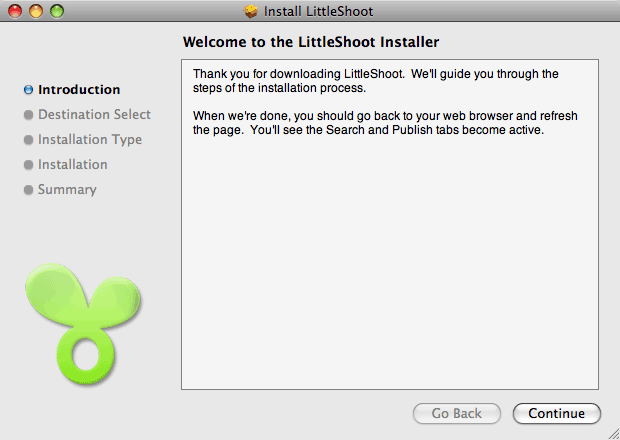 Install LittleShoot
Welcome to the LittleShoot Installer
Introduction
Destination Select
Installation Type
Installation
Summary
Thank you for downloading LittleShoot.  We'll guide you through the
steps of the installation process.
When we're done, you should go back to your web browser and refresh
the page.  You'll see the Search and Publish tabs become active.
Go Back
Continue